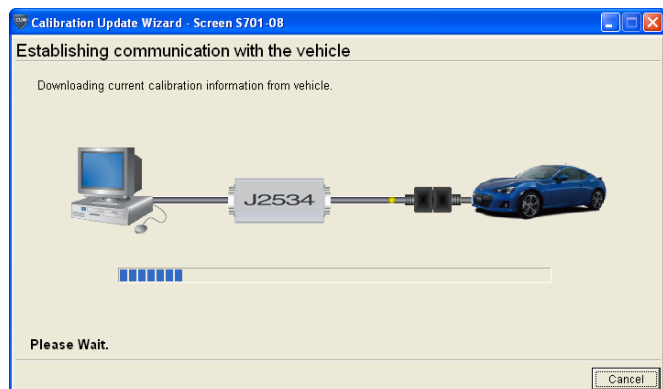 Calibration Update Wizard - Screen S701-08
Establishing communication with the vehicle
Downloading current calibration information from vehicle.
J2534
Please Wait.
Cancel